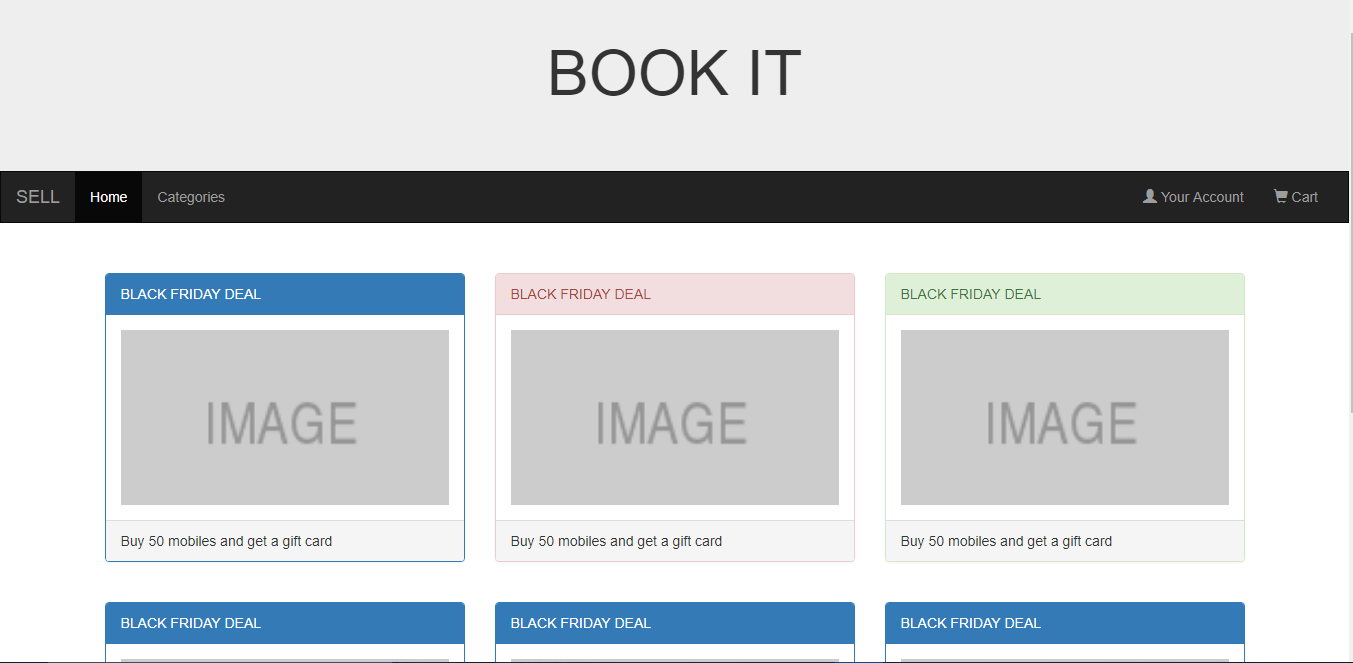 BOOK IT
SELL Home Categories Your Account Cart
BLACK FRIDAY DEAL BLACK FRIDAY DEAL BLACK FRIDAY DEAL
IMAGE IMAGE IMAGE
Buy 50 mobiles and get a gift card Buy 50 mobiles and get a gift card Buy 50 mobiles and get a gift card
BLACK FRIDAY DEAL BLACK FRIDAY DEAL BLACK FRIDAY DEAL